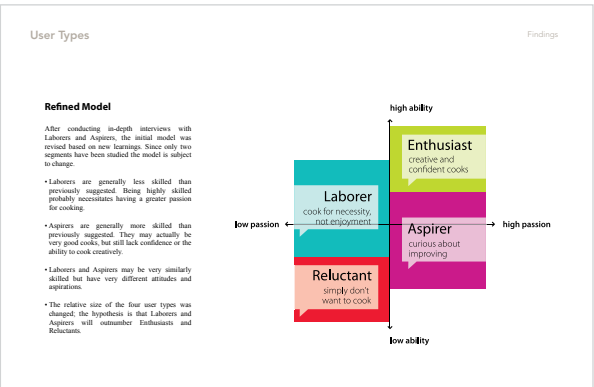 User Types
Findings
Refined Model
After conducting in-depth interviews with
Laborers and Aspirers, the initial model was
revised based on new learnings. Since only two
segments have been studied the model is subject
to change.
• Laborers are generally less skilled than
previously suggested. Being highly skilled
probably necessitates having a greater passion
for cooking.
• Aspirers are generally more skilled than
previously suggested. They may actually be
very good cooks, but still lack confidence or the
ability to cook creatively.
• Laborers and Aspirers may be very similarly
skilled but have very different attitudes and
aspirations.
• The relative size of the four user types was
changed; the hypothesis is that Laborers and
Aspirers will outnumber Enthusiasts and
Reluctants.
high ability
Enthusiast
creative and
confident cooks
Laborer
cook for necessity,
not enjoyment
low passion
high passion
Aspirer
curious about
improving
Reluctant
simply don't
want to cook
low ability